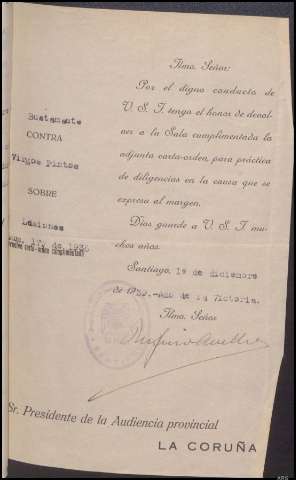 Bustamante
CONTRA
Virgos Pintos
SOBRE
Lesiones
Ilmo. Señor:
Por el digno conducto de
V. S. I. tengo el honor de devol-
ver a la Sala cumplimentada la
adjunta carta-orden, para práctica
de diligencias en la causa que se
expresa al margen.
Dios guarde a V. S. I. mu-
chos años.
Santiago, 1º de diciembre
de 1939.-Año de la Victoria.
Ilmo. Señor
Sr. Presidente de la Audiencia provincial
LA CORUÑA